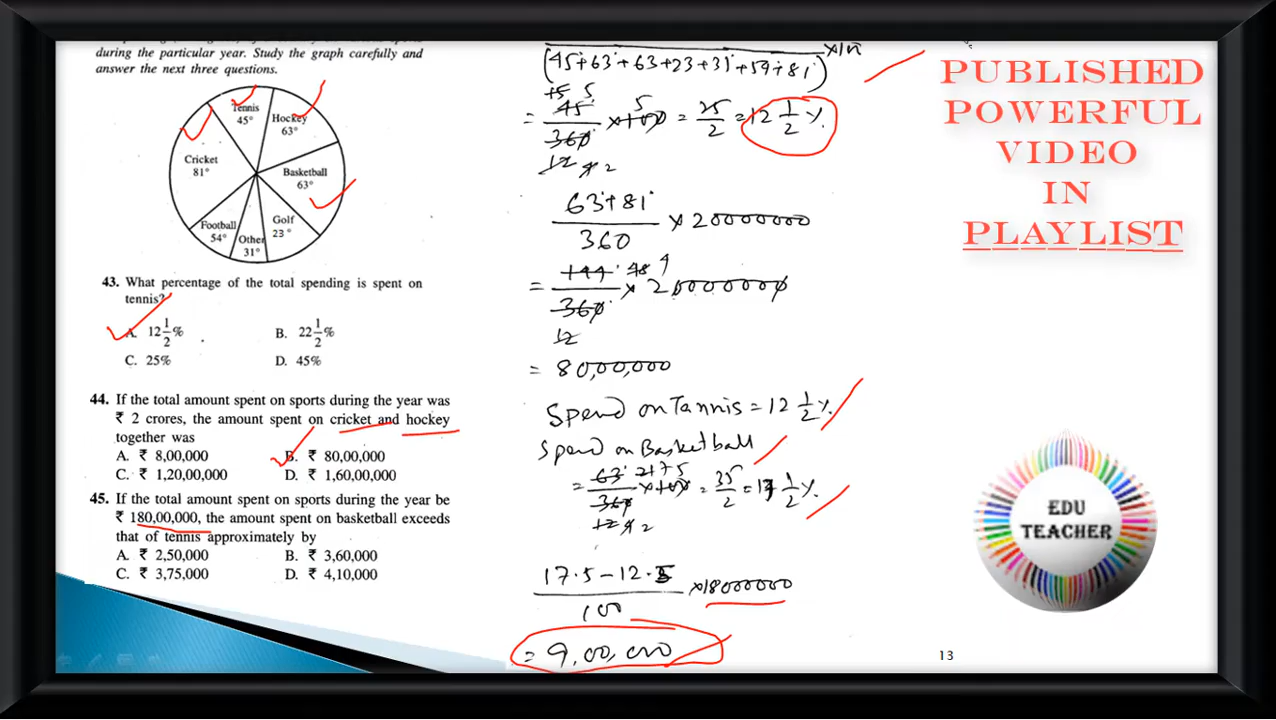 during the particular year. Study the graph carefully and
answer the next three questions.
Tennis
45°
Hockey
63°
Cricket
81°
Basketball
63°
Golf
23°
Football
54°
Other
31°
43. What percentage of the total spending is spent on
tennis?
A. 12 1/2 %
B. 22 1/2 %
C. 25%
D. 45%
44. If the total amount spent on sports during the year was
₹ 2 crores, the amount spent on cricket and hockey
together was
A. ₹ 8,00,000
B. ₹ 80,00,000
C. ₹ 1,20,00,000
D. ₹ 1,60,00,000
45. If the total amount spent on sports during the year be
₹ 180,00,000, the amount spent on basketball exceeds
that of tennis approximately by
A. ₹ 2,50,000
B. ₹ 3,60,000
C. ₹ 3,75,000
D. ₹ 4,10,000
= 45/360 × 100 = 25/2 = 12 1/2 %.
63+81
/360 × 20000000
= 144/360 × 20000000
12
= 80,00,000
Spend on Tannis = 12 1/2 %.
Spend on Basketball
= 63/360 × 100 = 35/2 = 17 1/2 %.
17.5 − 12.5
/100 × 18000000
= 9,00,000
PUBLISHED
POWERFUL
VIDEO
IN
PLAYLIST
EDU
TEACHER
13